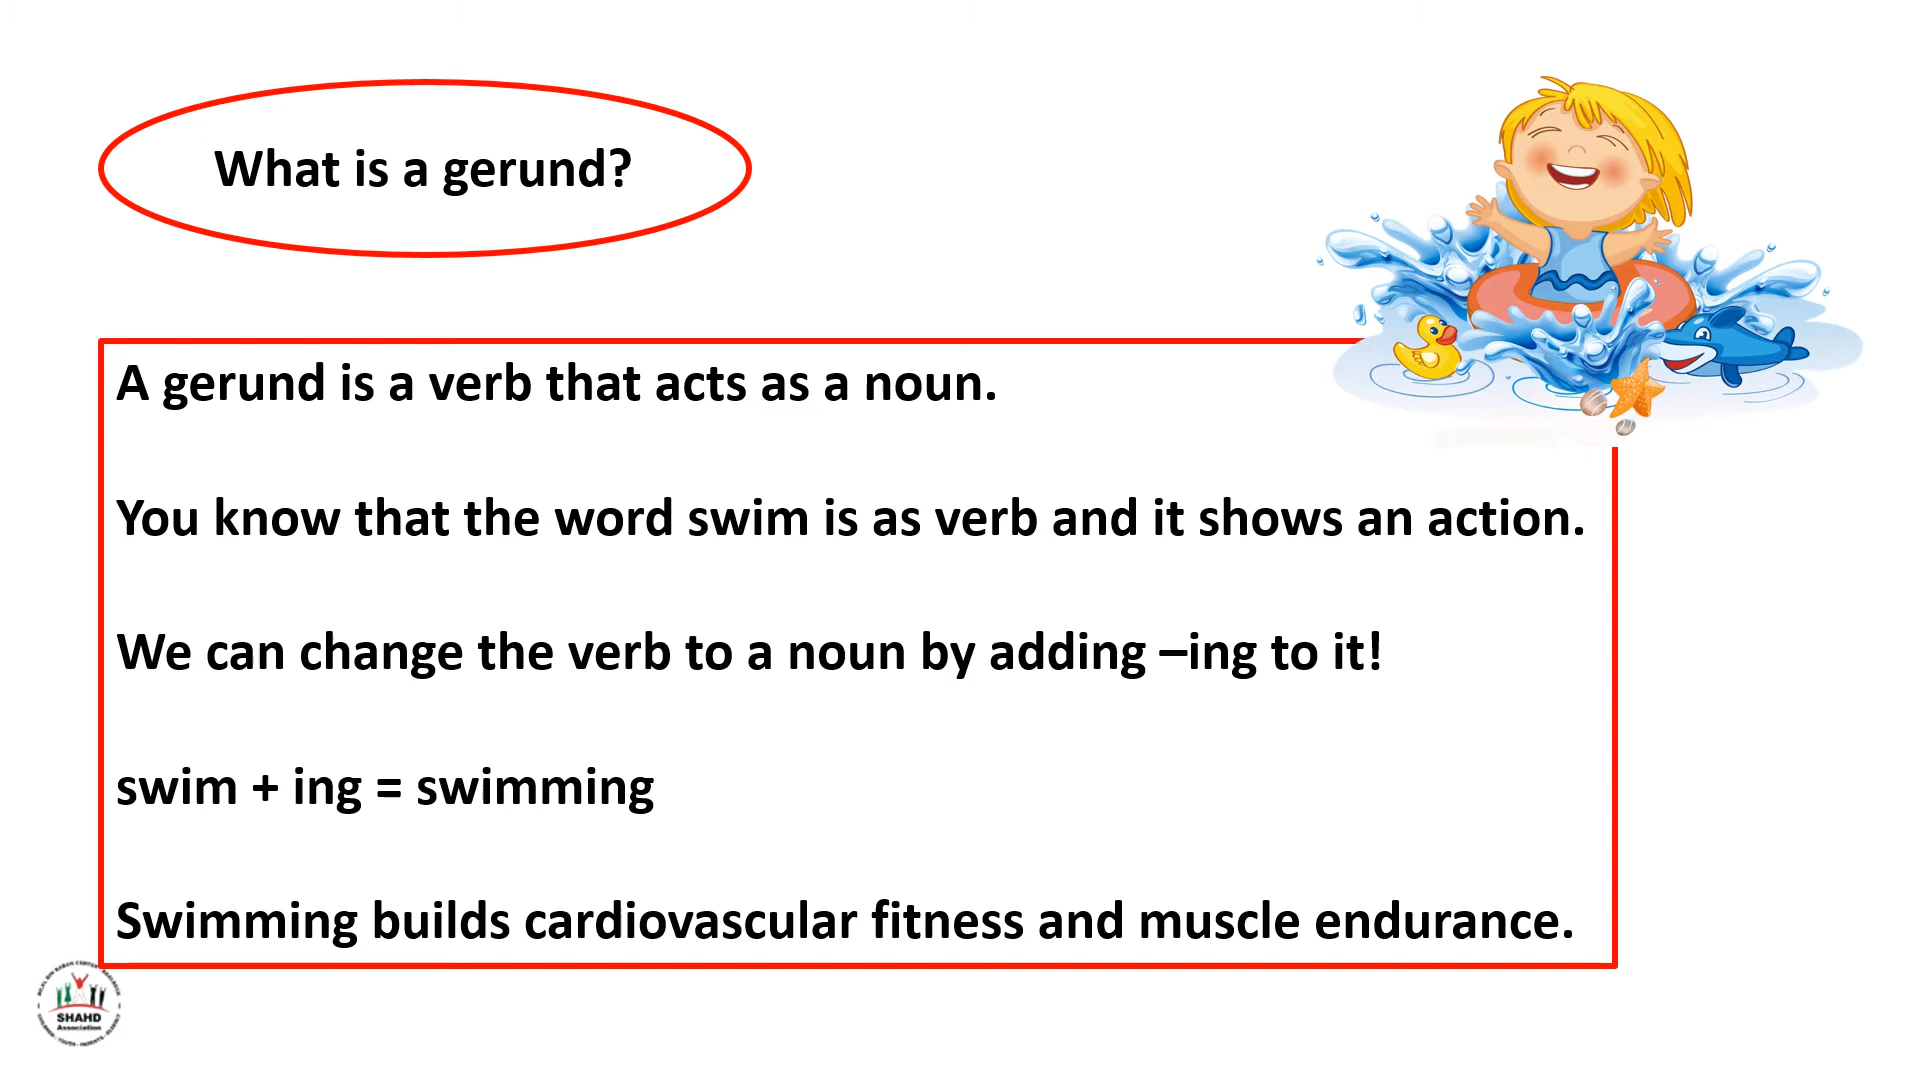 What is a gerund?
A gerund is a verb that acts as a noun.
You know that the word swim is as verb and it shows an action.
We can change the verb to a noun by adding –ing to it!
swim + ing = swimming
Swimming builds cardiovascular fitness and muscle endurance.
SHAHD
Association